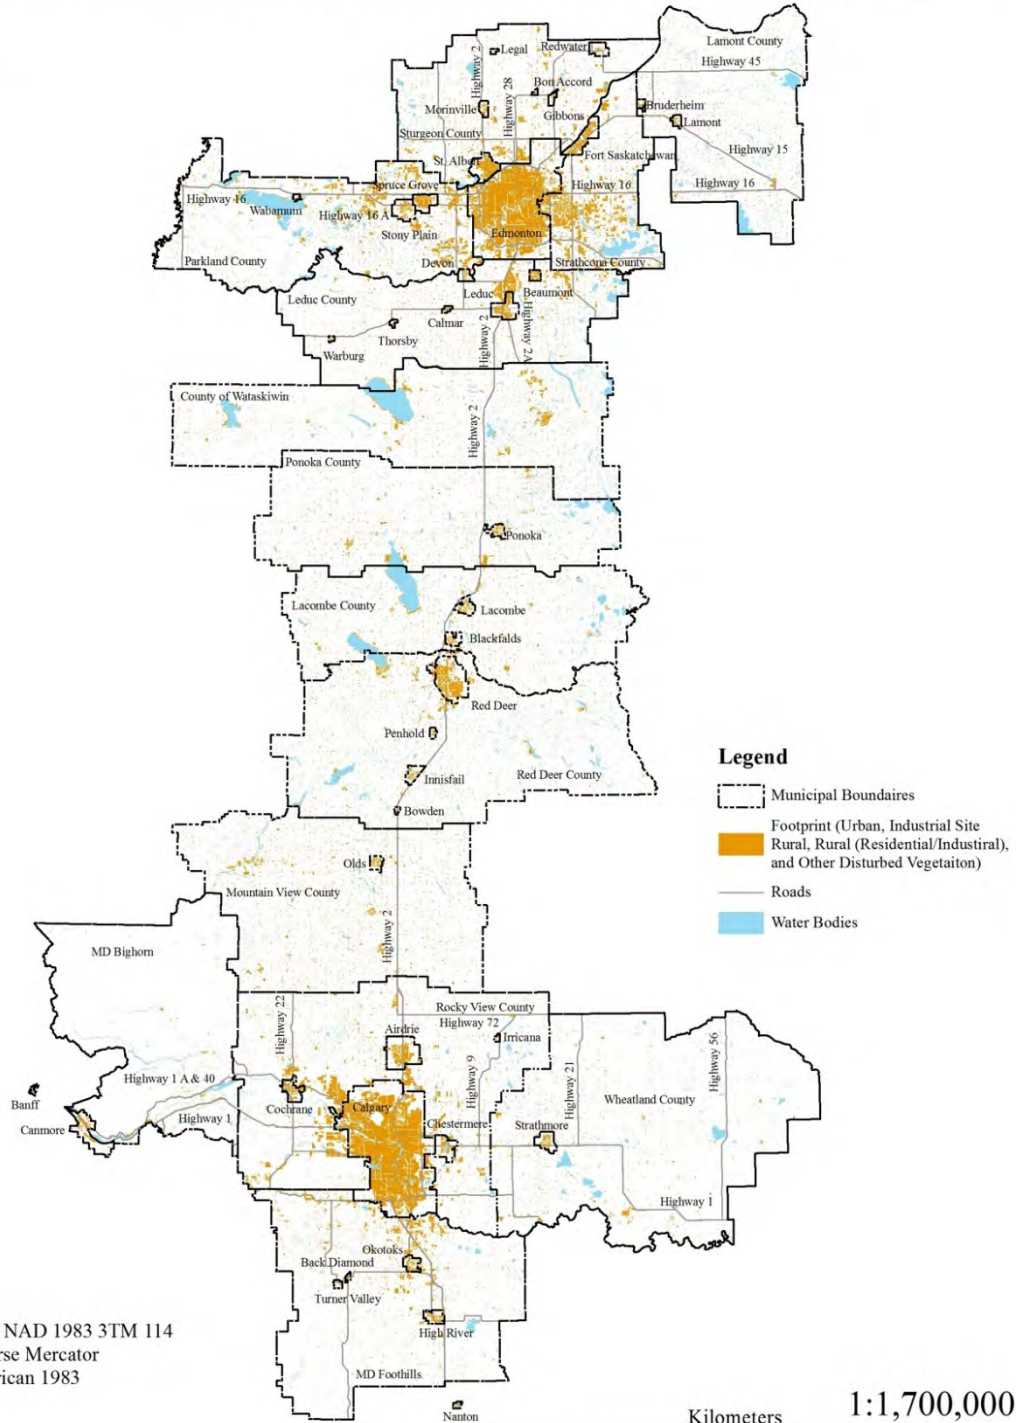 Lamont County
Highway 45
Redwater
Legal
Highway 2
Highway 28
Bon Accord
Bruderheim
Morinville
Gibbons
Lamont
Sturgeon County
Highway 15
St. Albert
Fort Saskatchewan
Spruce Grove
Highway 16
Highway 16
Highway 16
Wabamum
Highway 16 A
Stony Plain
Edmonton
Parkland County
Devon
Strathcona County
Leduc County
Leduc
Beaumont
Calmar
Highway 2
Highway 2A
Thorsby
Warburg
County of Wataskiwin
Highway 2
Ponoka County
Ponoka
Lacombe County
Lacombe
Blackfalds
Red Deer
Penhold
Innisfail
Red Deer County
Bowden
Olds
Mountain View County
Highway 2
MD Bighorn
Highway 22
Rocky View County
Highway 72
Airdrie
Irricana
Highway 9
Highway 21
Highway 56
Highway 1 A & 40
Banff
Cochrane
Calgary
Wheatland County
Canmore
Highway 1
Chestermere
Strathmore
Highway 1
Okotoks
Back Diamond
Turner Valley
High River
MD Foothills
Nanton
Legend
Municipal Boundaires
Footprint (Urban, Industrial Site
Rural, Rural (Residential/Industiral),
and Other Disturbed Vegetaiton)
Roads
Water Bodies
NAD 1983 3TM 114
rse Mercator
rican 1983
Kilometers
1:1,700,000